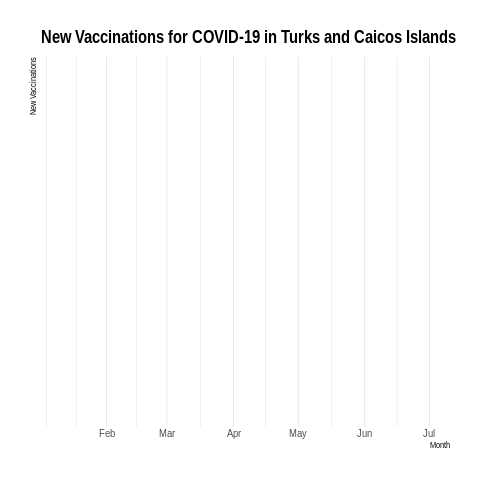 New Vaccinations for COVID-19 in Turks and Caicos Islands
New Vaccinations
Feb Mar Apr May Jun Jul
Month